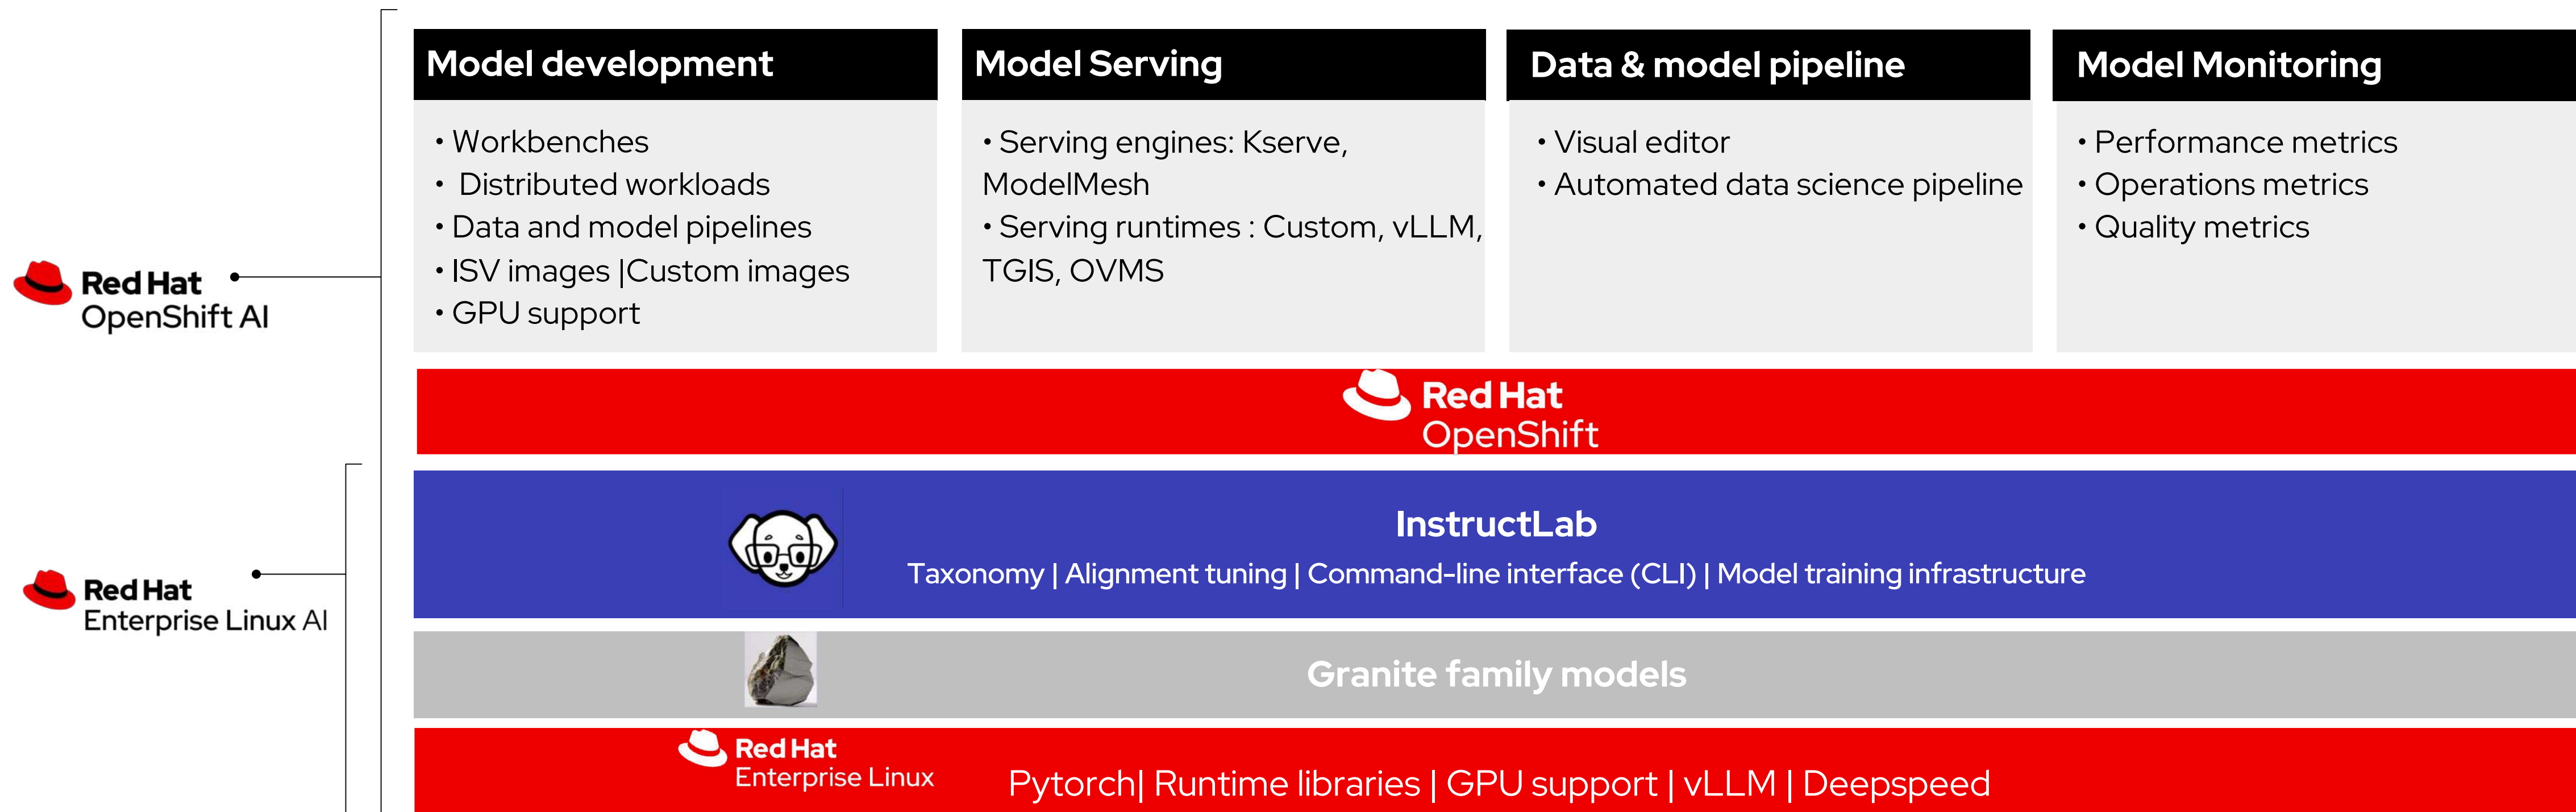 Model development
• Workbenches
• Distributed workloads
• Data and model pipelines
• ISV images |Custom images
• GPU support
Model Serving
• Serving engines: Kserve,
ModelMesh
• Serving runtimes : Custom, vLLM,
TGIS, OVMS
Data & model pipeline
• Visual editor
• Automated data science pipeline
Model Monitoring
• Performance metrics
• Operations metrics
• Quality metrics
Red Hat
OpenShift AI
Red Hat
OpenShift
Red Hat
Enterprise Linux AI
InstructLab
Taxonomy | Alignment tuning | Command-line interface (CLI) | Model training infrastructure
Granite family models
Red Hat
Enterprise Linux
Pytorch| Runtime libraries | GPU support | vLLM | Deepspeed